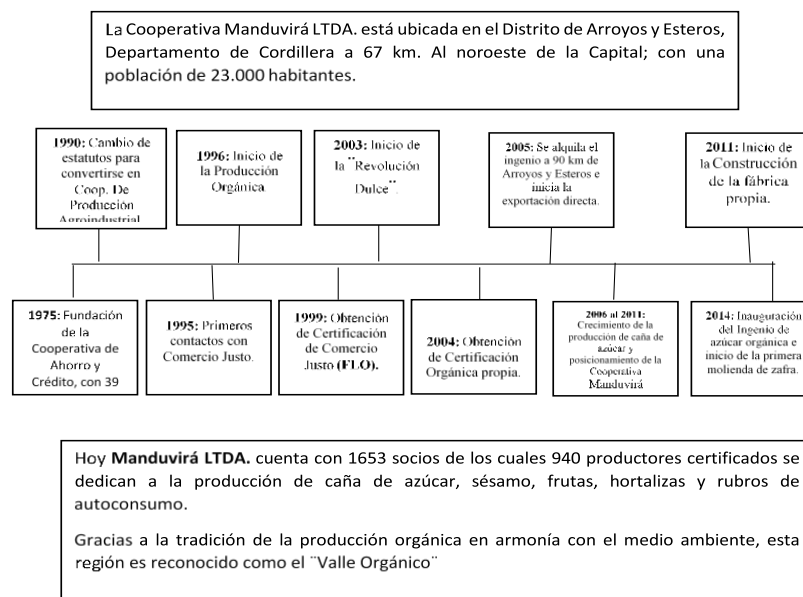 La Cooperativa Manduvirá LTDA. está ubicada en el Distrito de Arroyos y Esteros,
Departamento de Cordillera a 67 km. Al noroeste de la Capital; con una
población de 23.000 habitantes.
1990: Cambio de
estatutos para
convertirse en
Coop. De
Producción
Agroindustrial
1996: Inicio de
la Producción
Orgánica
2003: Inicio de
la ¨Revolución
Dulce¨.
2005: Se alquila el
ingenio a 90 km de
Arroyos y Esteros e
inicia la
exportación directa.
2011: Inicio de
la Construcción
de la fábrica
propia.
1975: Fundación
de la
Cooperativa de
Ahorro y
Crédito, con 39
1995: Primeros
contactos con
Comercio Justo.
1999: Obtención
de Certificación
de Comercio
Justo (FLO).
2004: Obtención
de Certificación
Orgánica propia.
2006 al 2011:
Crecimiento de la
producción de caña de
azúcar y
posicionamiento de la
Cooperativa
Manduvirá
2014: Inauguración
del Ingenio de
azúcar orgánica e
inicio de la primera
molienda de zafra.
Hoy Manduvirá LTDA. cuenta con 1653 socios de los cuales 940 productores certificados se
dedican a la producción de caña de azúcar, sésamo, frutas, hortalizas y rubros de
autoconsumo.
Gracias a la tradición de la producción orgánica en armonía con el medio ambiente, esta
región es reconocido como el ¨Valle Orgánico¨